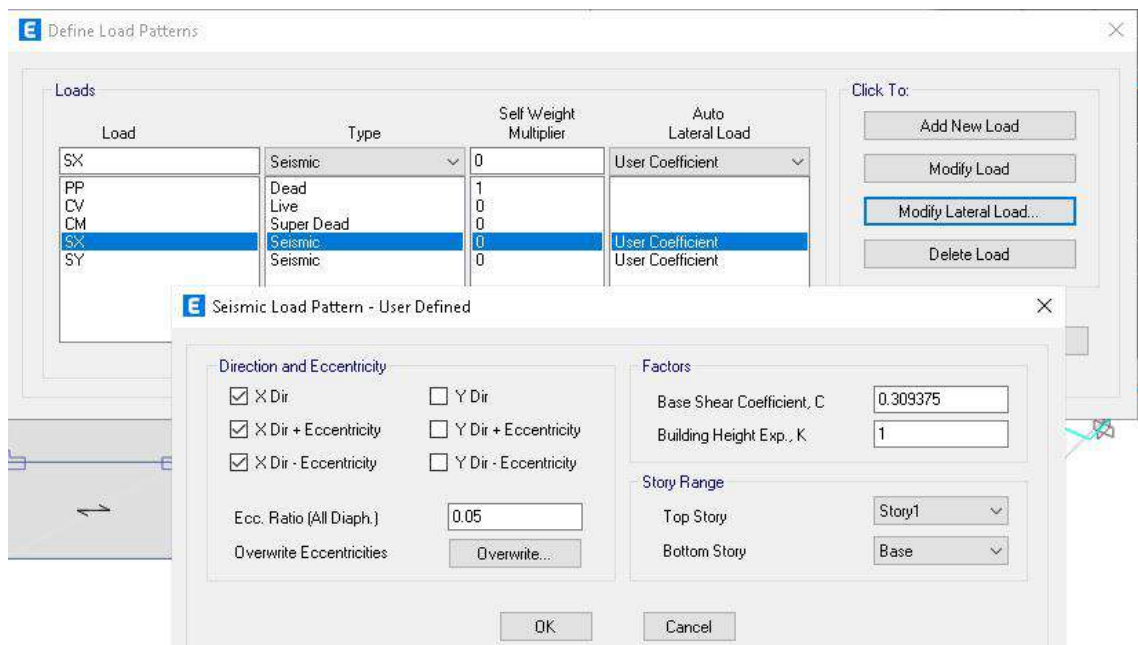 E Define Load Patterns
Loads
Load Type Self Weight Multiplier Auto Lateral Load
SX Seismic 0 User Coefficient
PP Dead 1
CV Live 0
CM Super Dead 0
SX Seismic 0 User Coefficient
SY Seismic 0 User Coefficient
Click To:
Add New Load
Modify Load
Modify Lateral Load...
Delete Load
E Seismic Load Pattern - User Defined
Direction and Eccentricity
X Dir Y Dir
X Dir + Eccentricity Y Dir + Eccentricity
X Dir - Eccentricity Y Dir - Eccentricity
Ecc. Ratio (All Diaph.) 0.05
Overwrite Eccentricities Overwrite...
Factors
Base Shear Coefficient, C 0.309375
Building Height Exp., K 1
Story Range
Top Story Story1
Bottom Story Base
OK Cancel